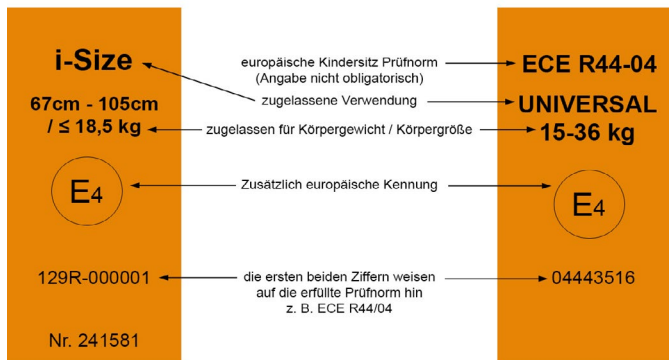 i-Size
67cm - 105cm
/ ≤ 18,5 kg
E4
129R-000001
Nr. 241581
europäische Kindersitz Prüfnorm
(Angabe nicht obligatorisch)
zugelassene Verwendung
zugelassen für Körpergewicht / Körpergröße
Zusätzlich europäische Kennung
die ersten beiden Ziffern weisen
auf die erfüllte Prüfnorm hin
z. B. ECE R44/04
ECE R44-04
UNIVERSAL
15-36 kg
E4
04443516